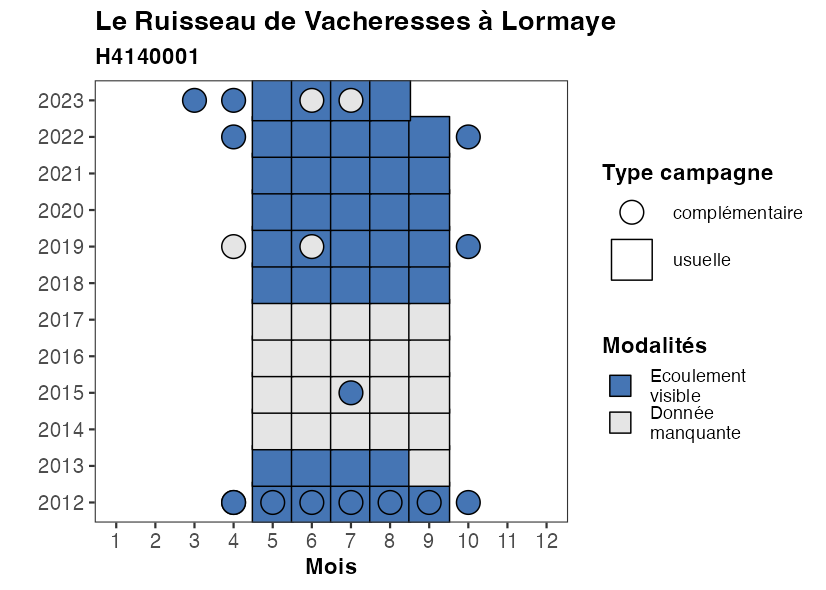 Le Ruisseau de Vacheresses à Lormaye
H4140001
2023
2022
2021
2020
2019
2018
2017
2016
2015
2014
2013
2012
1 2 3 4 5 6 7 8 9 10 11 12
Mois
Type campagne
complémentaire
usuelle
Modalités
Ecoulement
visible
Donnée
manquante